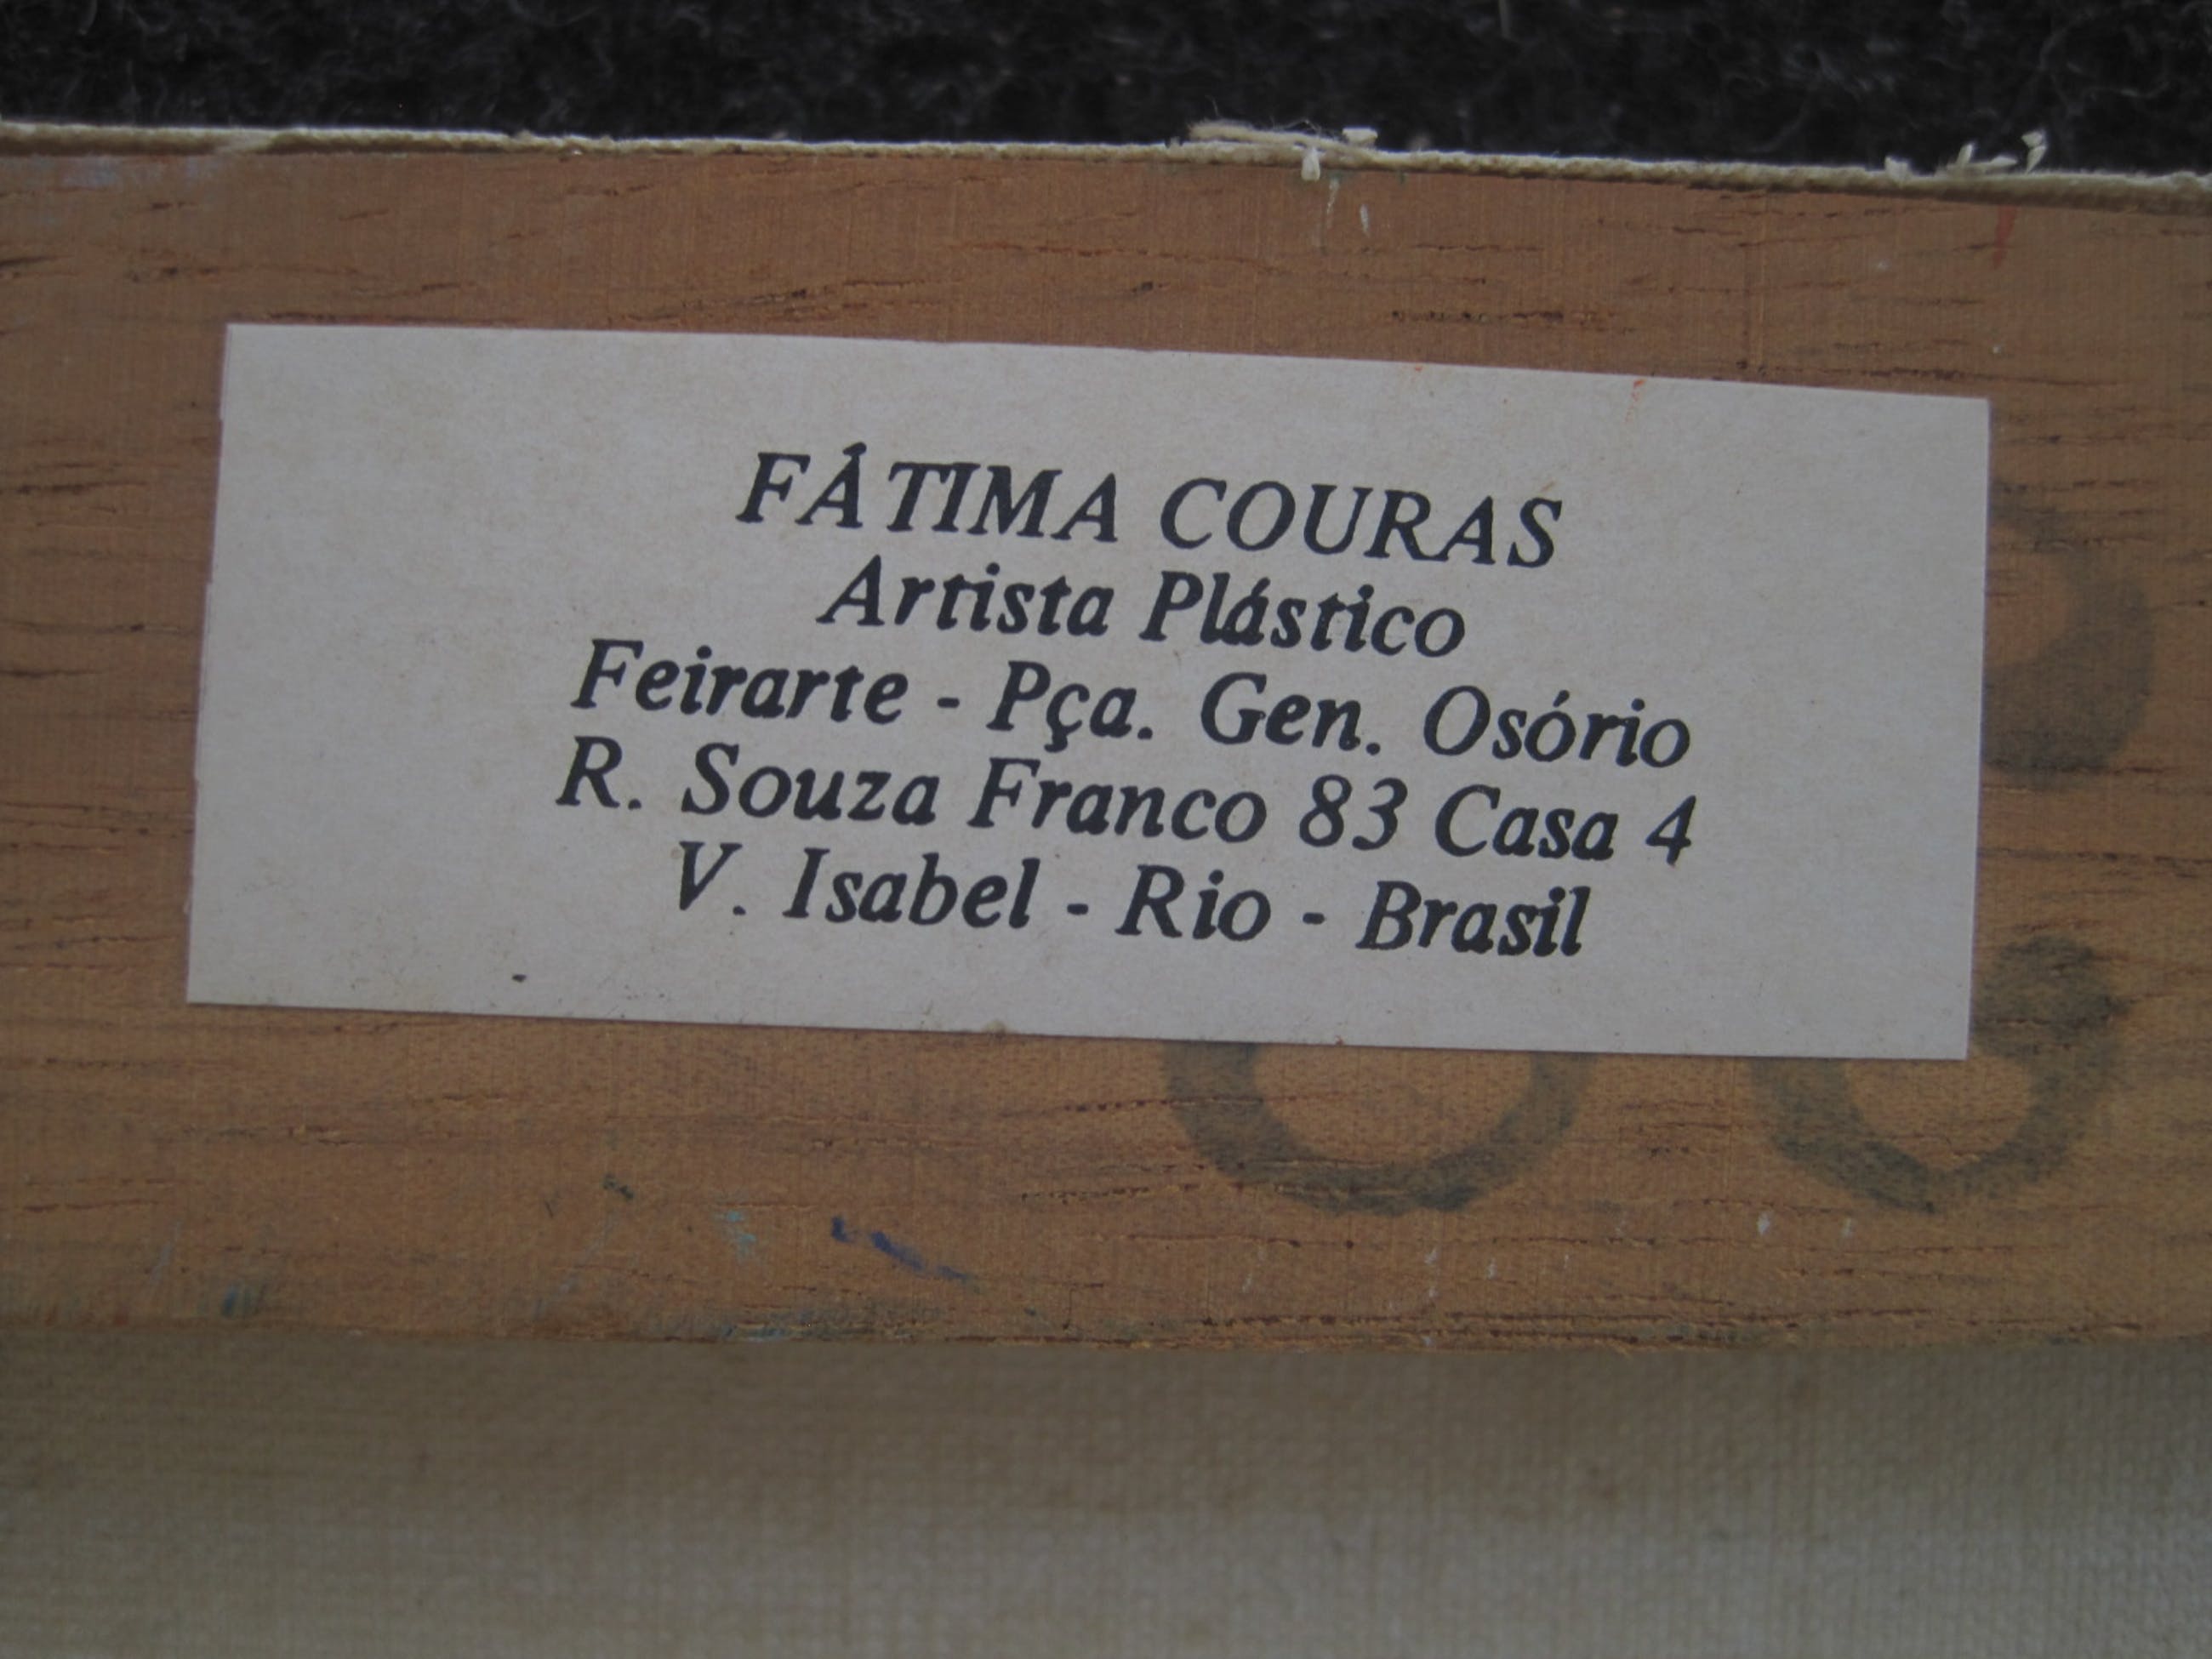 FÁTIMA COURAS
Artista Plástico
Feirarte - Pça. Gen. Osório
R. Souza Franco 83 Casa 4
V. Isabel - Rio - Brasil